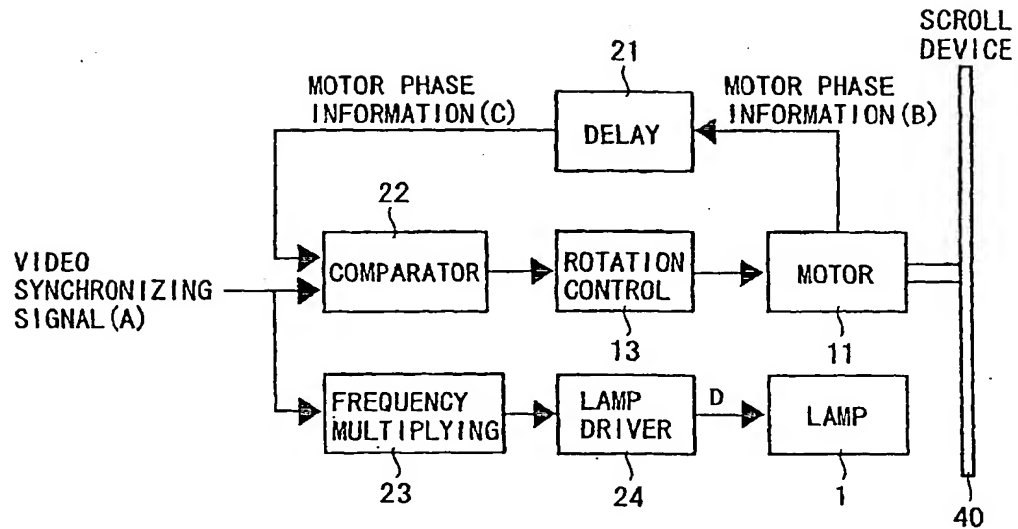 SCROLL
DEVICE
21
MOTOR PHASE
INFORMATION(C)
MOTOR PHASE
INFORMATION(B)
DELAY
22
VIDEO
SYNCHRONIZING
SIGNAL(A)
COMPARATOR
ROTATION
CONTROL
MOTOR
13
11
FREQUENCY
MULTIPLYING
LAMP
DRIVER
D
LAMP
23
24
1
40